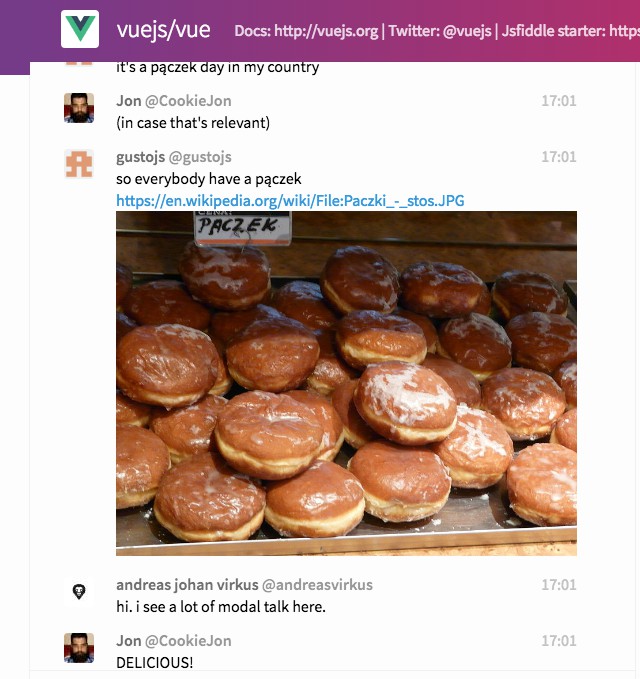 vuejs/vue
Docs: http://vuejs.org | Twitter: @vuejs | Jsfiddle starter: https
it's a pączek day in my country
Jon @CookieJon 17:01
(in case that's relevant)
gustojs @gustojs 17:01
so everybody have a pączek
https://en.wikipedia.org/wiki/File:Paczki_-_stos.JPG
PĄCZEK
andreas johan virkus @andreasvirkus 17:01
hi. i see a lot of modal talk here.
Jon @CookieJon 17:01
DELICIOUS!